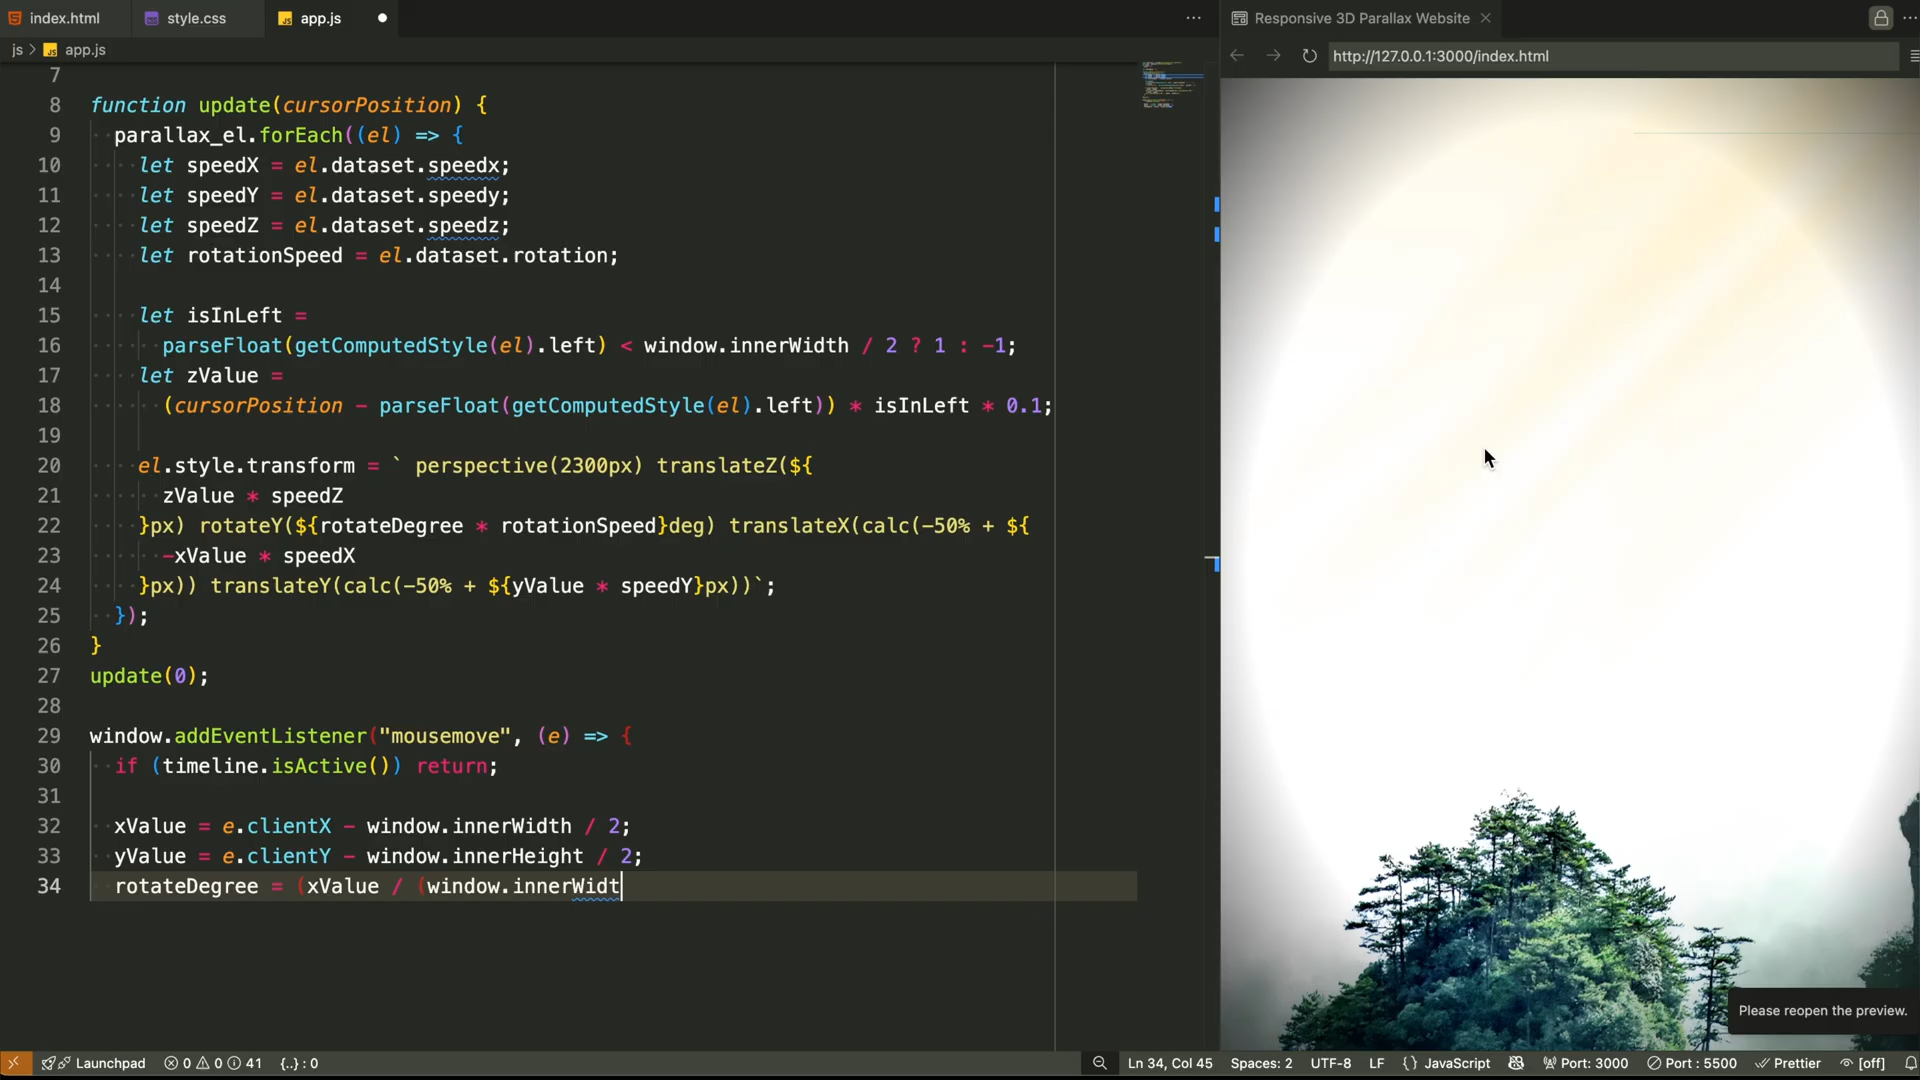 index.html
style.css
app.js
Responsive 3D Parallax Website
js > app.js
http://127.0.0.1:3000/index.html
7
8 function update(cursorPosition) {
9 parallax_el.forEach((el) => {
10 let speedX = el.dataset.speedx;
11 let speedY = el.dataset.speedy;
12 let speedZ = el.dataset.speedz;
13 let rotationSpeed = el.dataset.rotation;
14
15 let isInLeft =
16 parseFloat(getComputedStyle(el).left) < window.innerWidth / 2 ? 1 : -1;
17 let zValue =
18 (cursorPosition - parseFloat(getComputedStyle(el).left)) * isInLeft * 0.1;
19
20 el.style.transform = ` perspective(2300px) translateZ(${
21 zValue * speedZ
22 }px) rotateY(${rotateDegree * rotationSpeed}deg) translateX(calc(-50% + ${
23 -xValue * speedX
24 }px)) translateY(calc(-50% + ${yValue * speedY}px))`;
25 });
26 }
27 update(0);
28
29 window.addEventListener("mousemove", (e) => {
30 if (timeline.isActive()) return;
31
32 xValue = e.clientX - window.innerWidth / 2;
33 yValue = e.clientY - window.innerHeight / 2;
34 rotateDegree = (xValue / (window.innerWidt
Please reopen the preview.
Launchpad 0 0 41 {..} : 0 Ln 34, Col 45 Spaces: 2 UTF-8 LF {} JavaScript Port: 3000 Port : 5500 Prettier [off]